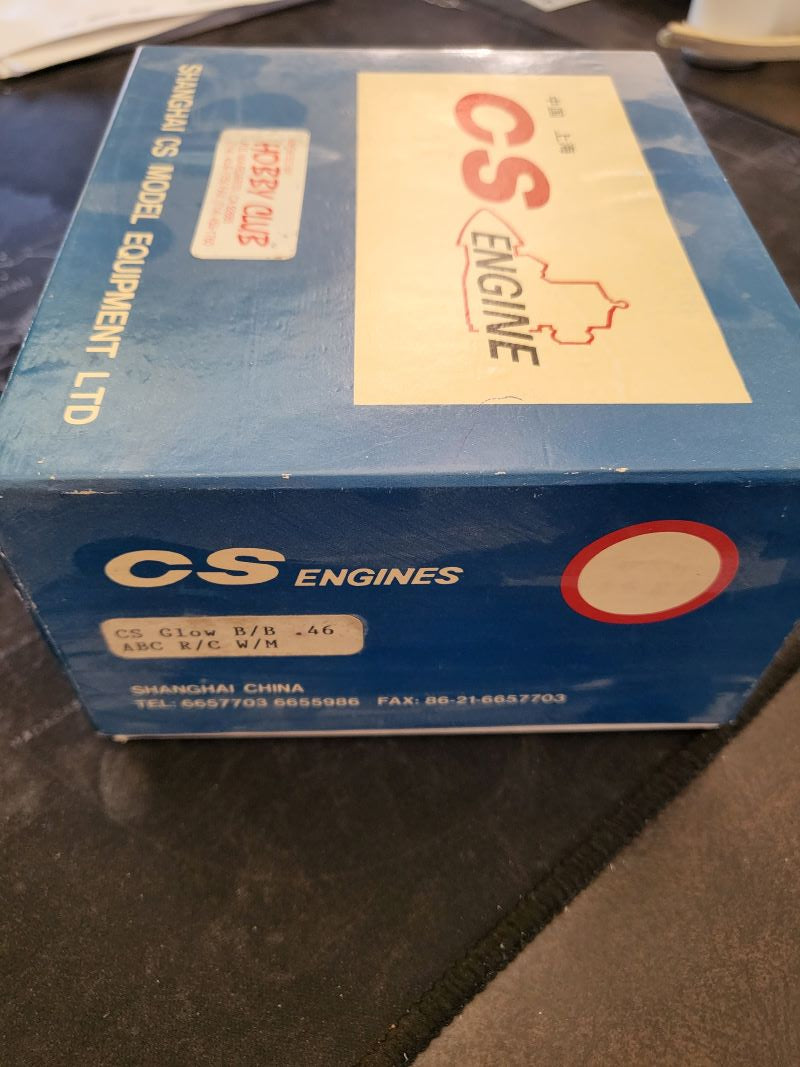 中国 上海
CS
ENGINE
HOBBY CLUB
SHANGHAI CS MODEL EQUIPMENT LTD
CS ENGINES
CS Glow B/B .46
ABC R/C W/M
SHANGHAI CHINA
TEL: 6657703 6655986 FAX: 86-21-6657703